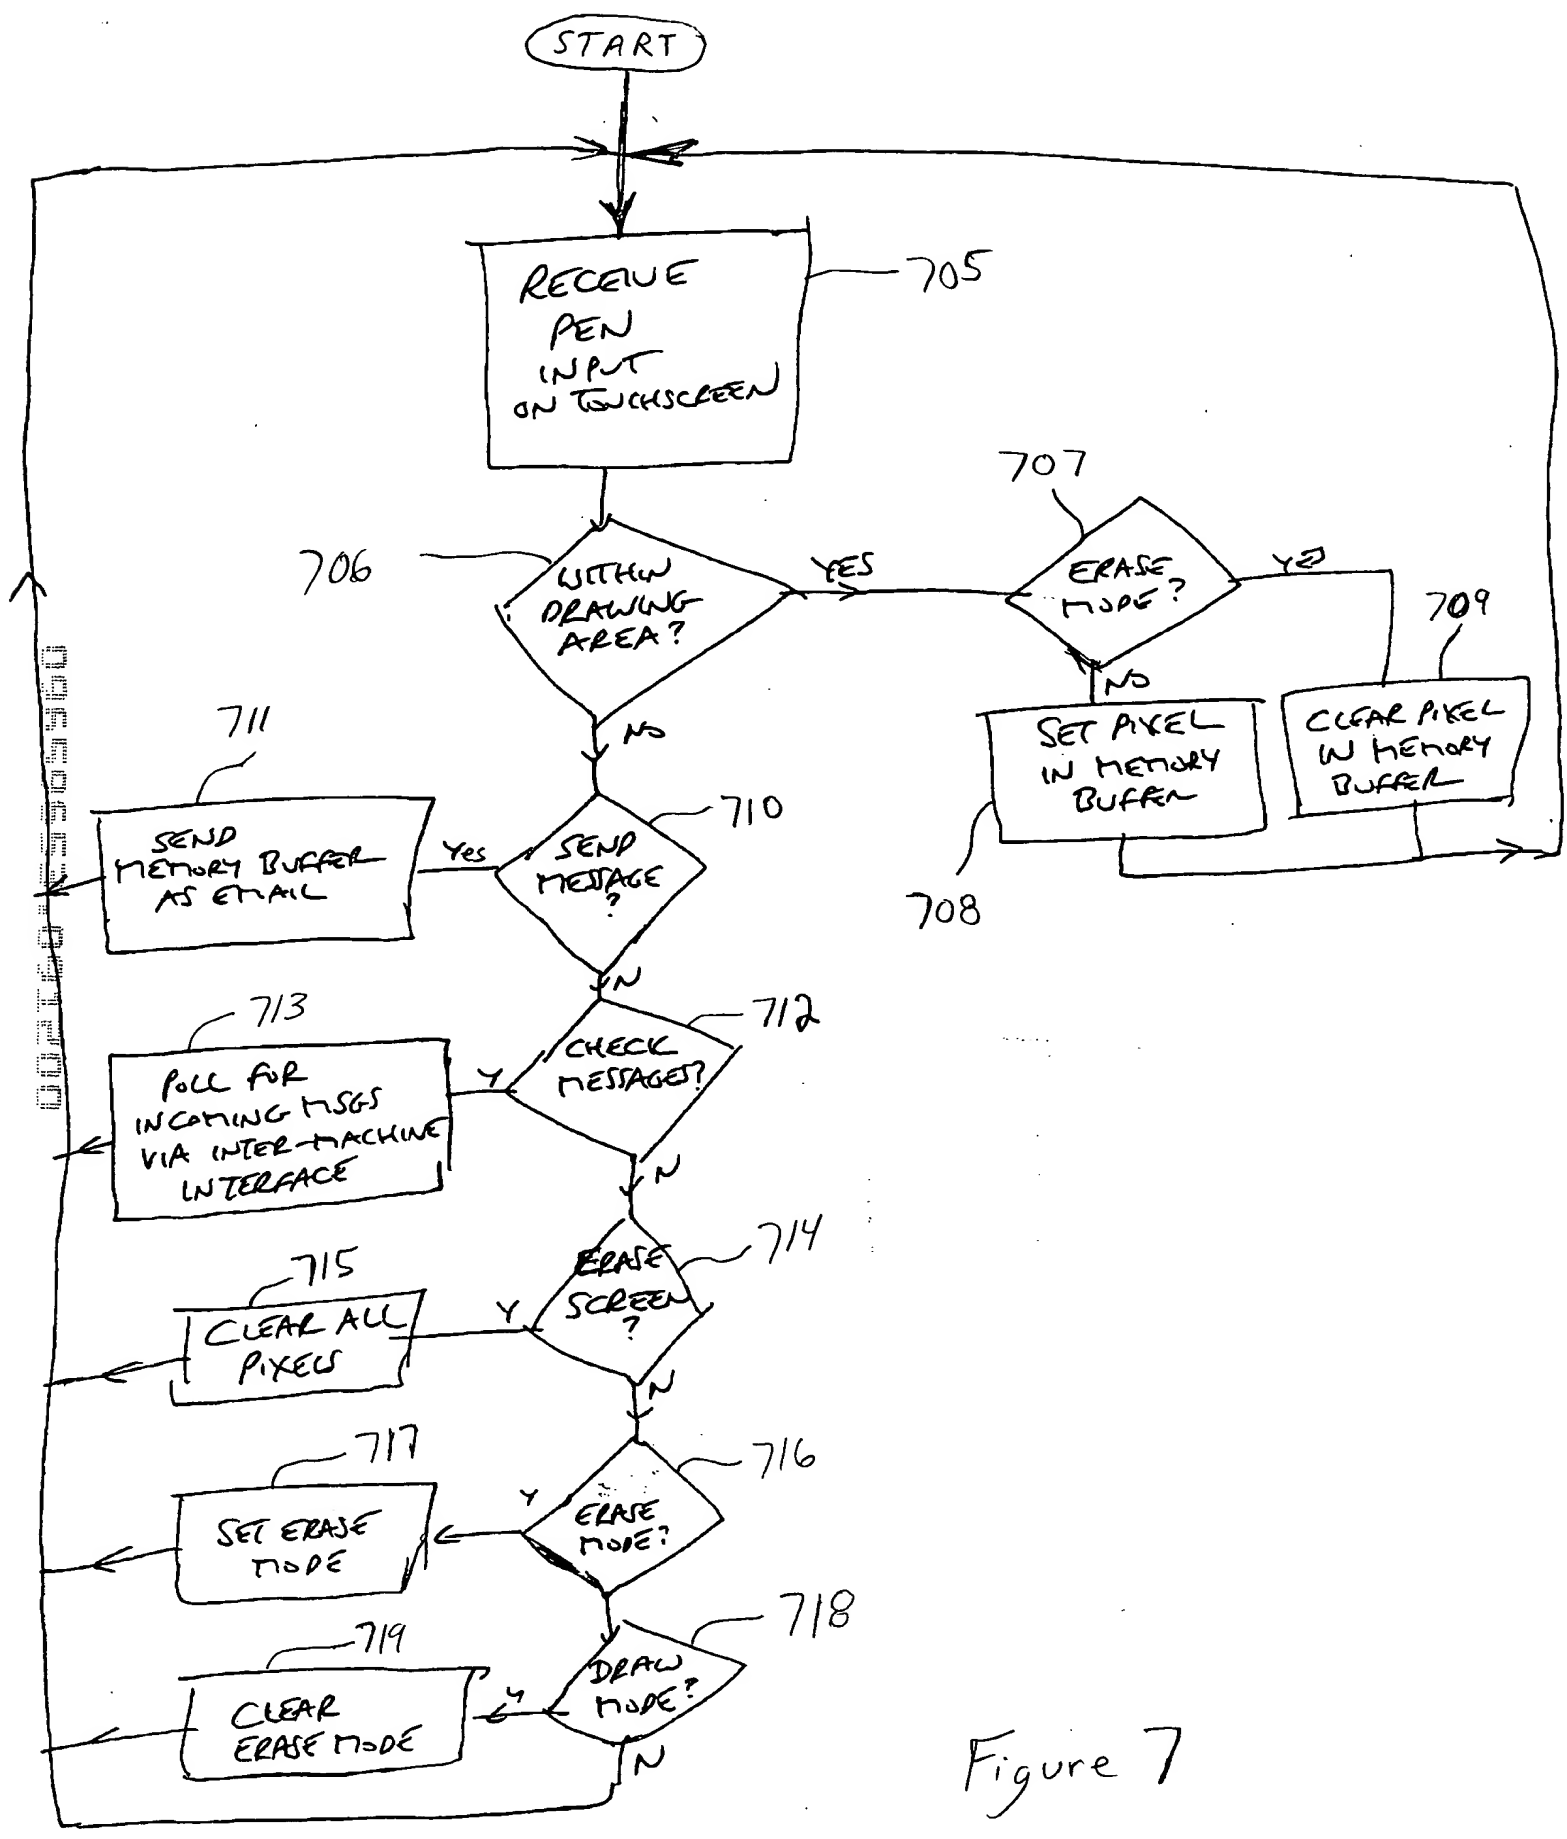 START
RECEIVE
PEN
INPUT
ON TOUCHSCREEN
705
706
WITHIN
DRAWING
AREA?
YES
707
ERASE
MODE?
YES
709
NO
SET PIXEL
IN MEMORY
BUFFER
708
CLEAR PIXEL
IN MEMORY
BUFFER
NO
711
SEND
MEMORY BUFFER
AS EMAIL
Yes
710
SEND
MESSAGE
?
N
713
POLL FOR
INCOMING MSGS
VIA INTER-MACHINE
INTERFACE
Y
712
CHECK
MESSAGES?
N
715
CLEAR ALL
PIXELS
Y
714
ERASE
SCREEN
?
N
717
SET ERASE
MODE
Y
716
ERASE
MODE?
719
CLEAR
ERASE MODE
Y
718
DRAW
MODE?
N
Figure 7